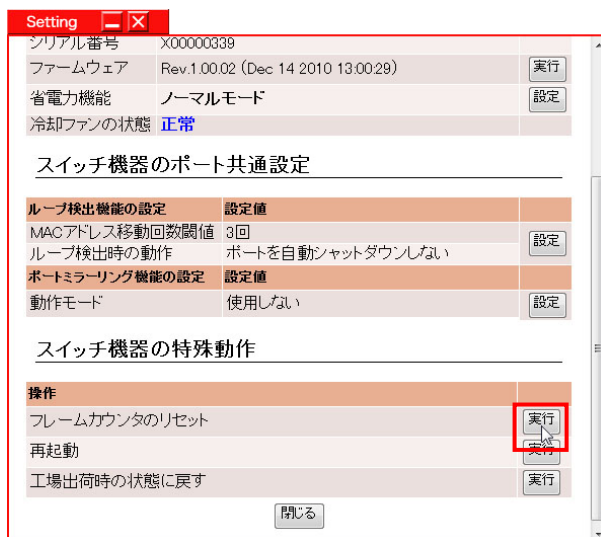 Setting
シリアル番号 X00000339
ファームウェア Rev.1.00.02 (Dec 14 2010 13:00:29) 実行
省電力機能 ノーマルモード 設定
冷却ファンの状態 正常
スイッチ機器のポート共通設定
ループ検出機能の設定 設定値
MACアドレス移動回数閾値 3回
ループ検出時の動作 ポートを自動シャットダウンしない 設定
ポートミラーリング機能の設定 設定値
動作モード 使用しない 設定
スイッチ機器の特殊動作
操作
フレームカウンタのリセット 実行
再起動 実行
工場出荷時の状態に戻す 実行
閉じる